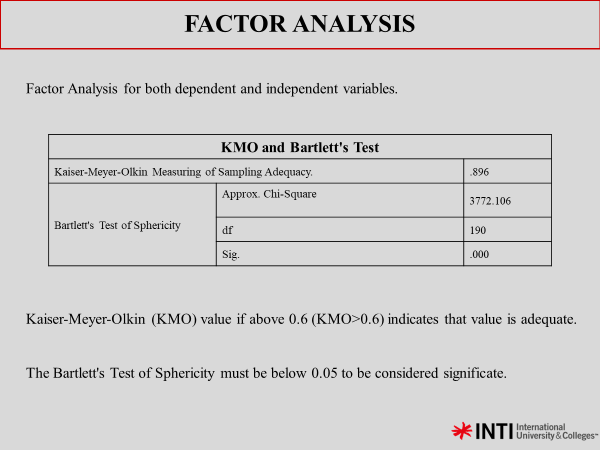 FACTOR ANALYSIS
Factor Analysis for both dependent and independent variables.
KMO and Bartlett's Test
Kaiser-Meyer-Olkin Measuring of Sampling Adequacy. .896
Bartlett's Test of Sphericity
Approx. Chi-Square 3772.106
df 190
Sig. .000
Kaiser-Meyer-Olkin (KMO) value if above 0.6 (KMO>0.6) indicates that value is adequate.
The Bartlett's Test of Sphericity must be below 0.05 to be considered significate.
INTI International
University & Colleges™